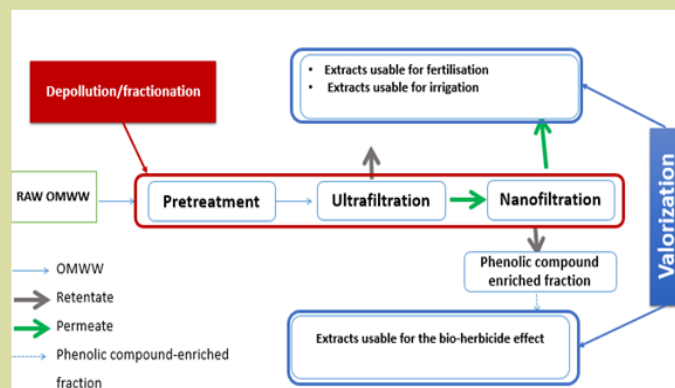 • Extracts usable for fertilisation
• Extracts usable for irrigation
Depollution/fractionation
RAW OMWW
Pretreatment
Ultrafiltration
Nanofiltration
Valorization
Phenolic compound
enriched fraction
OMWW
Retentate
Permeate
Phenolic compound-enriched
fraction
Extracts usable for the bio-herbicide effect